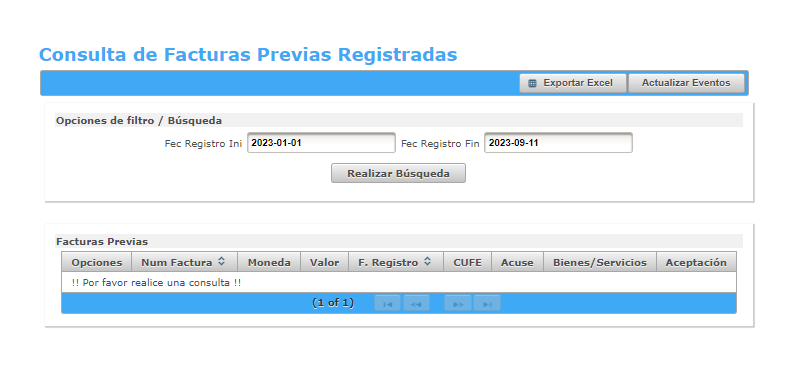 Consulta de Facturas Previas Registradas
Exportar Excel Actualizar Eventos
Opciones de filtro / Búsqueda
Fec Registro Ini 2023-01-01 Fec Registro Fin 2023-09-11
Realizar Búsqueda
Facturas Previas
Opciones Num Factura Moneda Valor F. Registro CUFE Acuse Bienes/Servicios Aceptación
!! Por favor realice una consulta !!
(1 of 1)